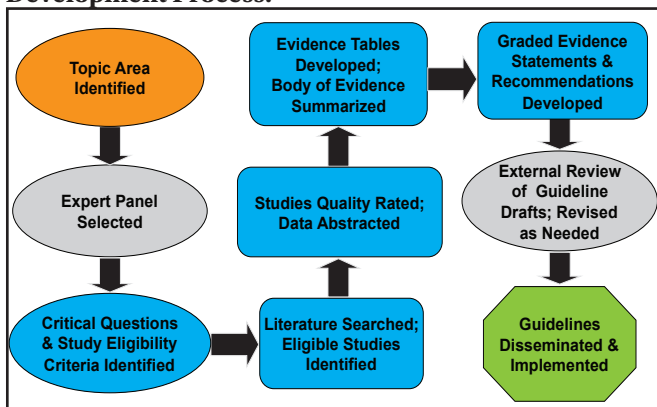 Development Process.
Topic Area
Identified
Expert Panel
Selected
Critical Questions
& Study Eligibility
Criteria Identified
Literature Searched;
Eligible Studies
Identified
Studies Quality Rated;
Data Abstracted
Evidence Tables
Developed;
Body of Evidence
Summarized
Graded Evidence
Statements &
Recommendations
Developed
External Review
of Guideline
Drafts; Revised
as Needed
Guidelines
Disseminated &
Implemented